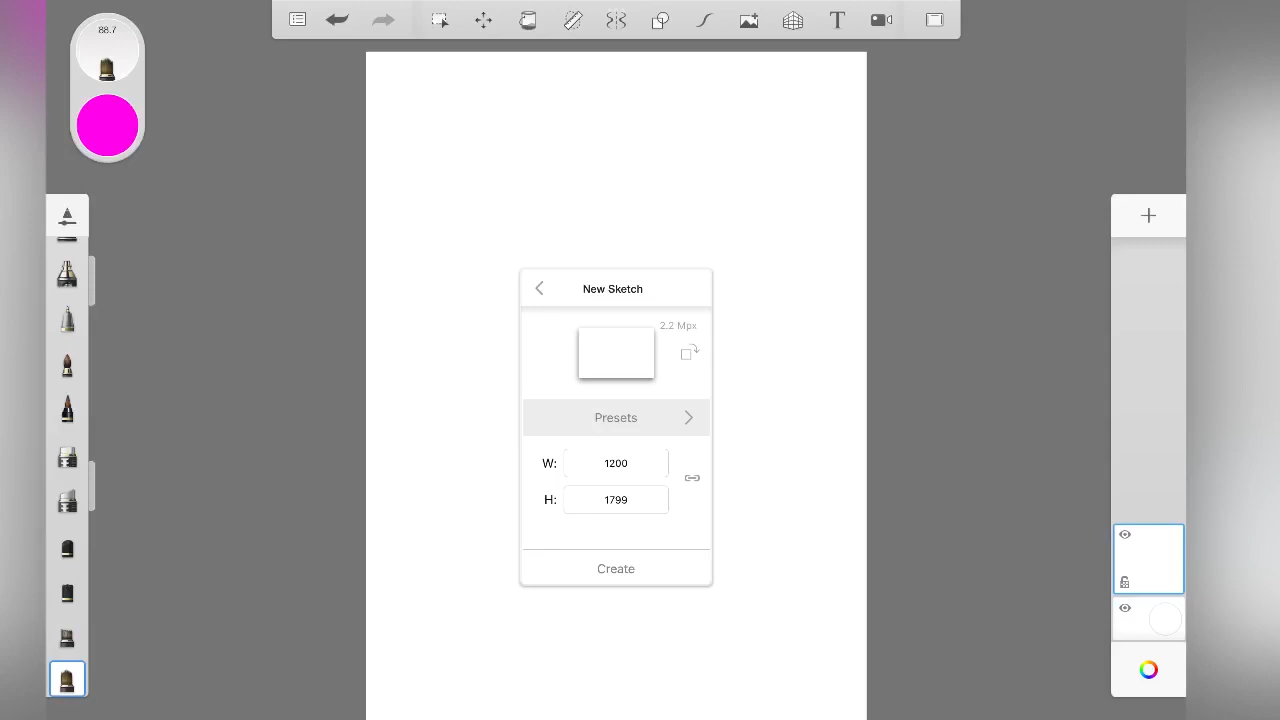 88.7
New Sketch
2.2 Mpx
Presets
W: 1200
H: 1799
Create